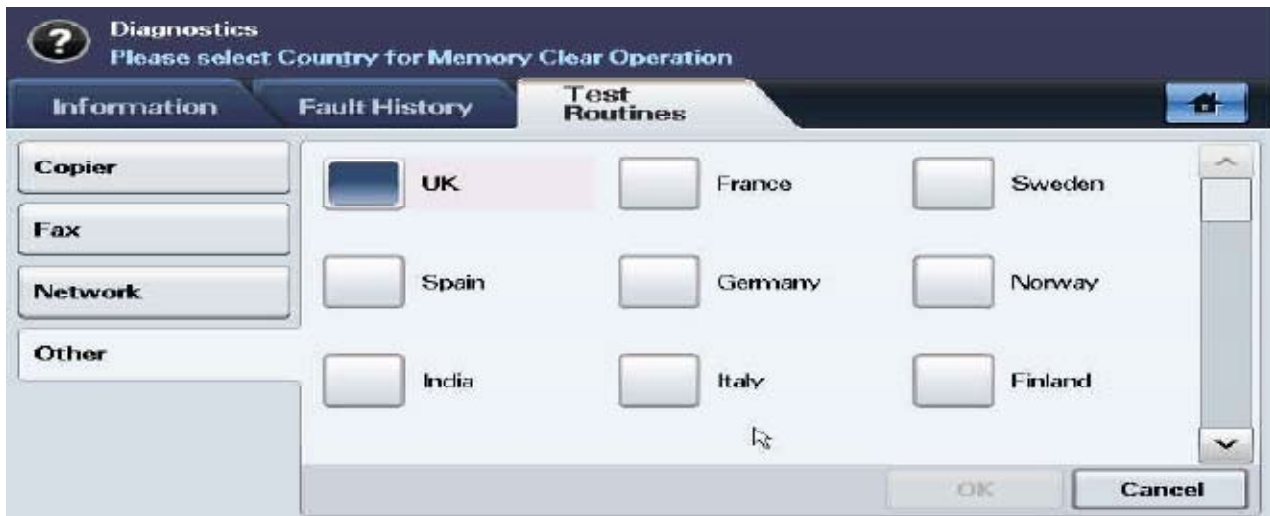 Diagnostics
Please select Country for Memory Clear Operation
Information
Fault History
Test
Routines
Copier
Fax
Network
Other
UK
France
Sweden
Spain
Germany
Norway
India
Italy
Finland
OK
Cancel